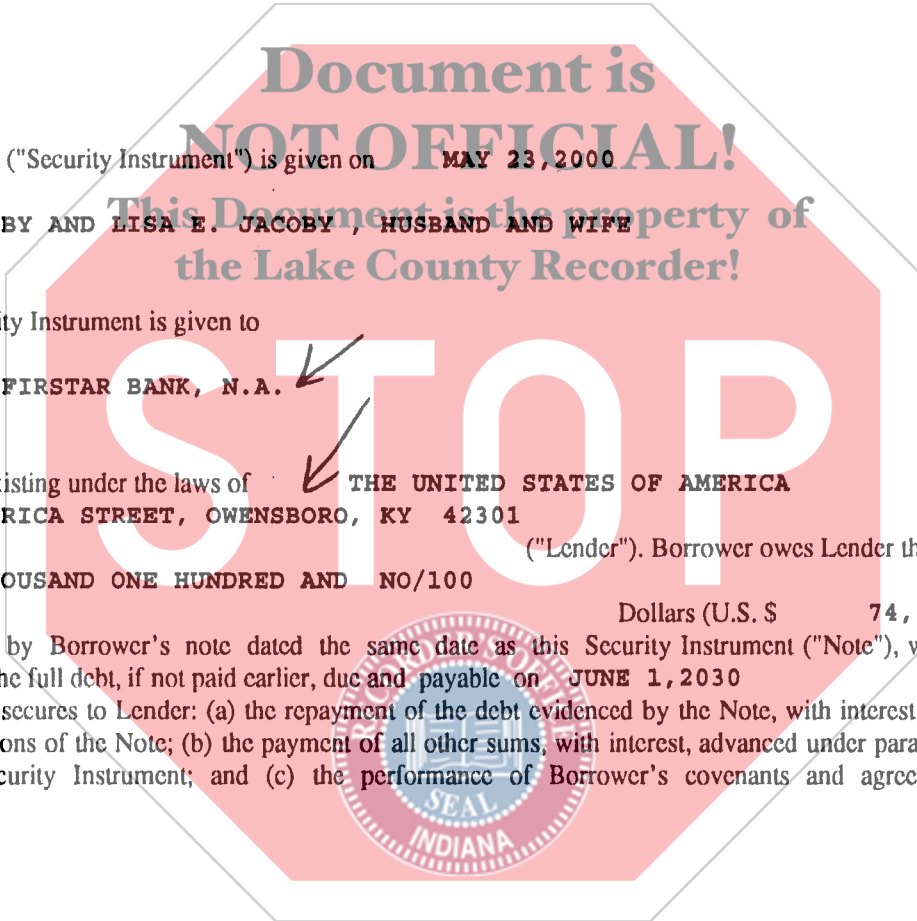 Document is
NOT OFFICIAL!
("Security Instrument") is given on MAY 23,2000
This Document is the property of
BY AND LISA E. JACOBY , HUSBAND AND WIFE
the Lake County Recorder!
ity Instrument is given to
FIRSTAR BANK, N.A.
STOP
xisting under the laws of THE UNITED STATES OF AMERICA
RICA STREET, OWENSBORO, KY 42301
("Lender"). Borrower owes Lender th
OUSAND ONE HUNDRED AND NO/100
Dollars (U.S. $ 74,
by Borrower's note dated the same date as this Security Instrument ("Note"), w
he full debt, if not paid earlier, due and payable on JUNE 1,2030
secures to Lender: (a) the repayment of the debt evidenced by the Note, with interest
ons of the Note; (b) the payment of all other sums, with interest, advanced under para
curity Instrument; and (c) the performance of Borrower's covenants and agree
RECORDER'S OFFICE
SEAL
INDIANA